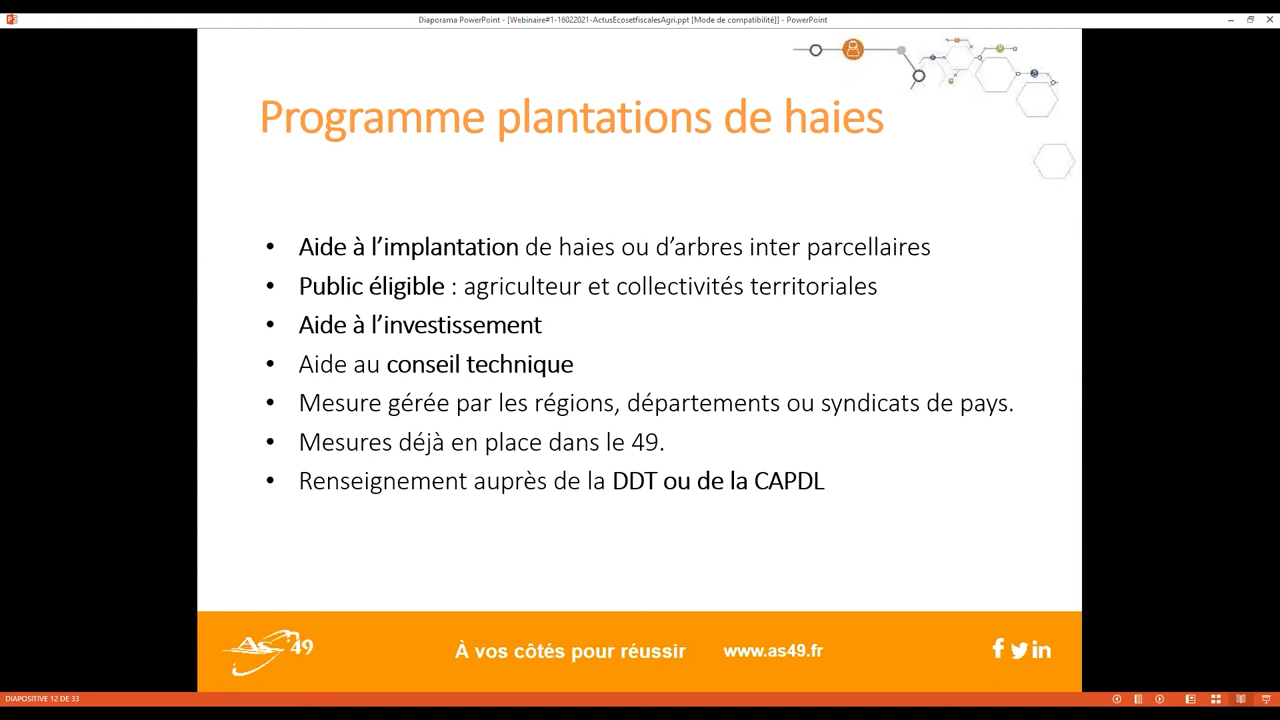 Diaporama PowerPoint - [Webinaire#1-16022021-ActusEcosetfiscalesAgri.ppt [Mode de compatibilité]] - PowerPoint
Programme plantations de haies
• Aide à l’implantation de haies ou d’arbres inter parcellaires
• Public éligible : agriculteur et collectivités territoriales
• Aide à l’investissement
• Aide au conseil technique
• Mesure gérée par les régions, départements ou syndicats de pays.
• Mesures déjà en place dans le 49.
• Renseignement auprès de la DDT ou de la CAPDL
As 49
À vos côtés pour réussir www.as49.fr
DIAPOSITIVE 12 DE 33